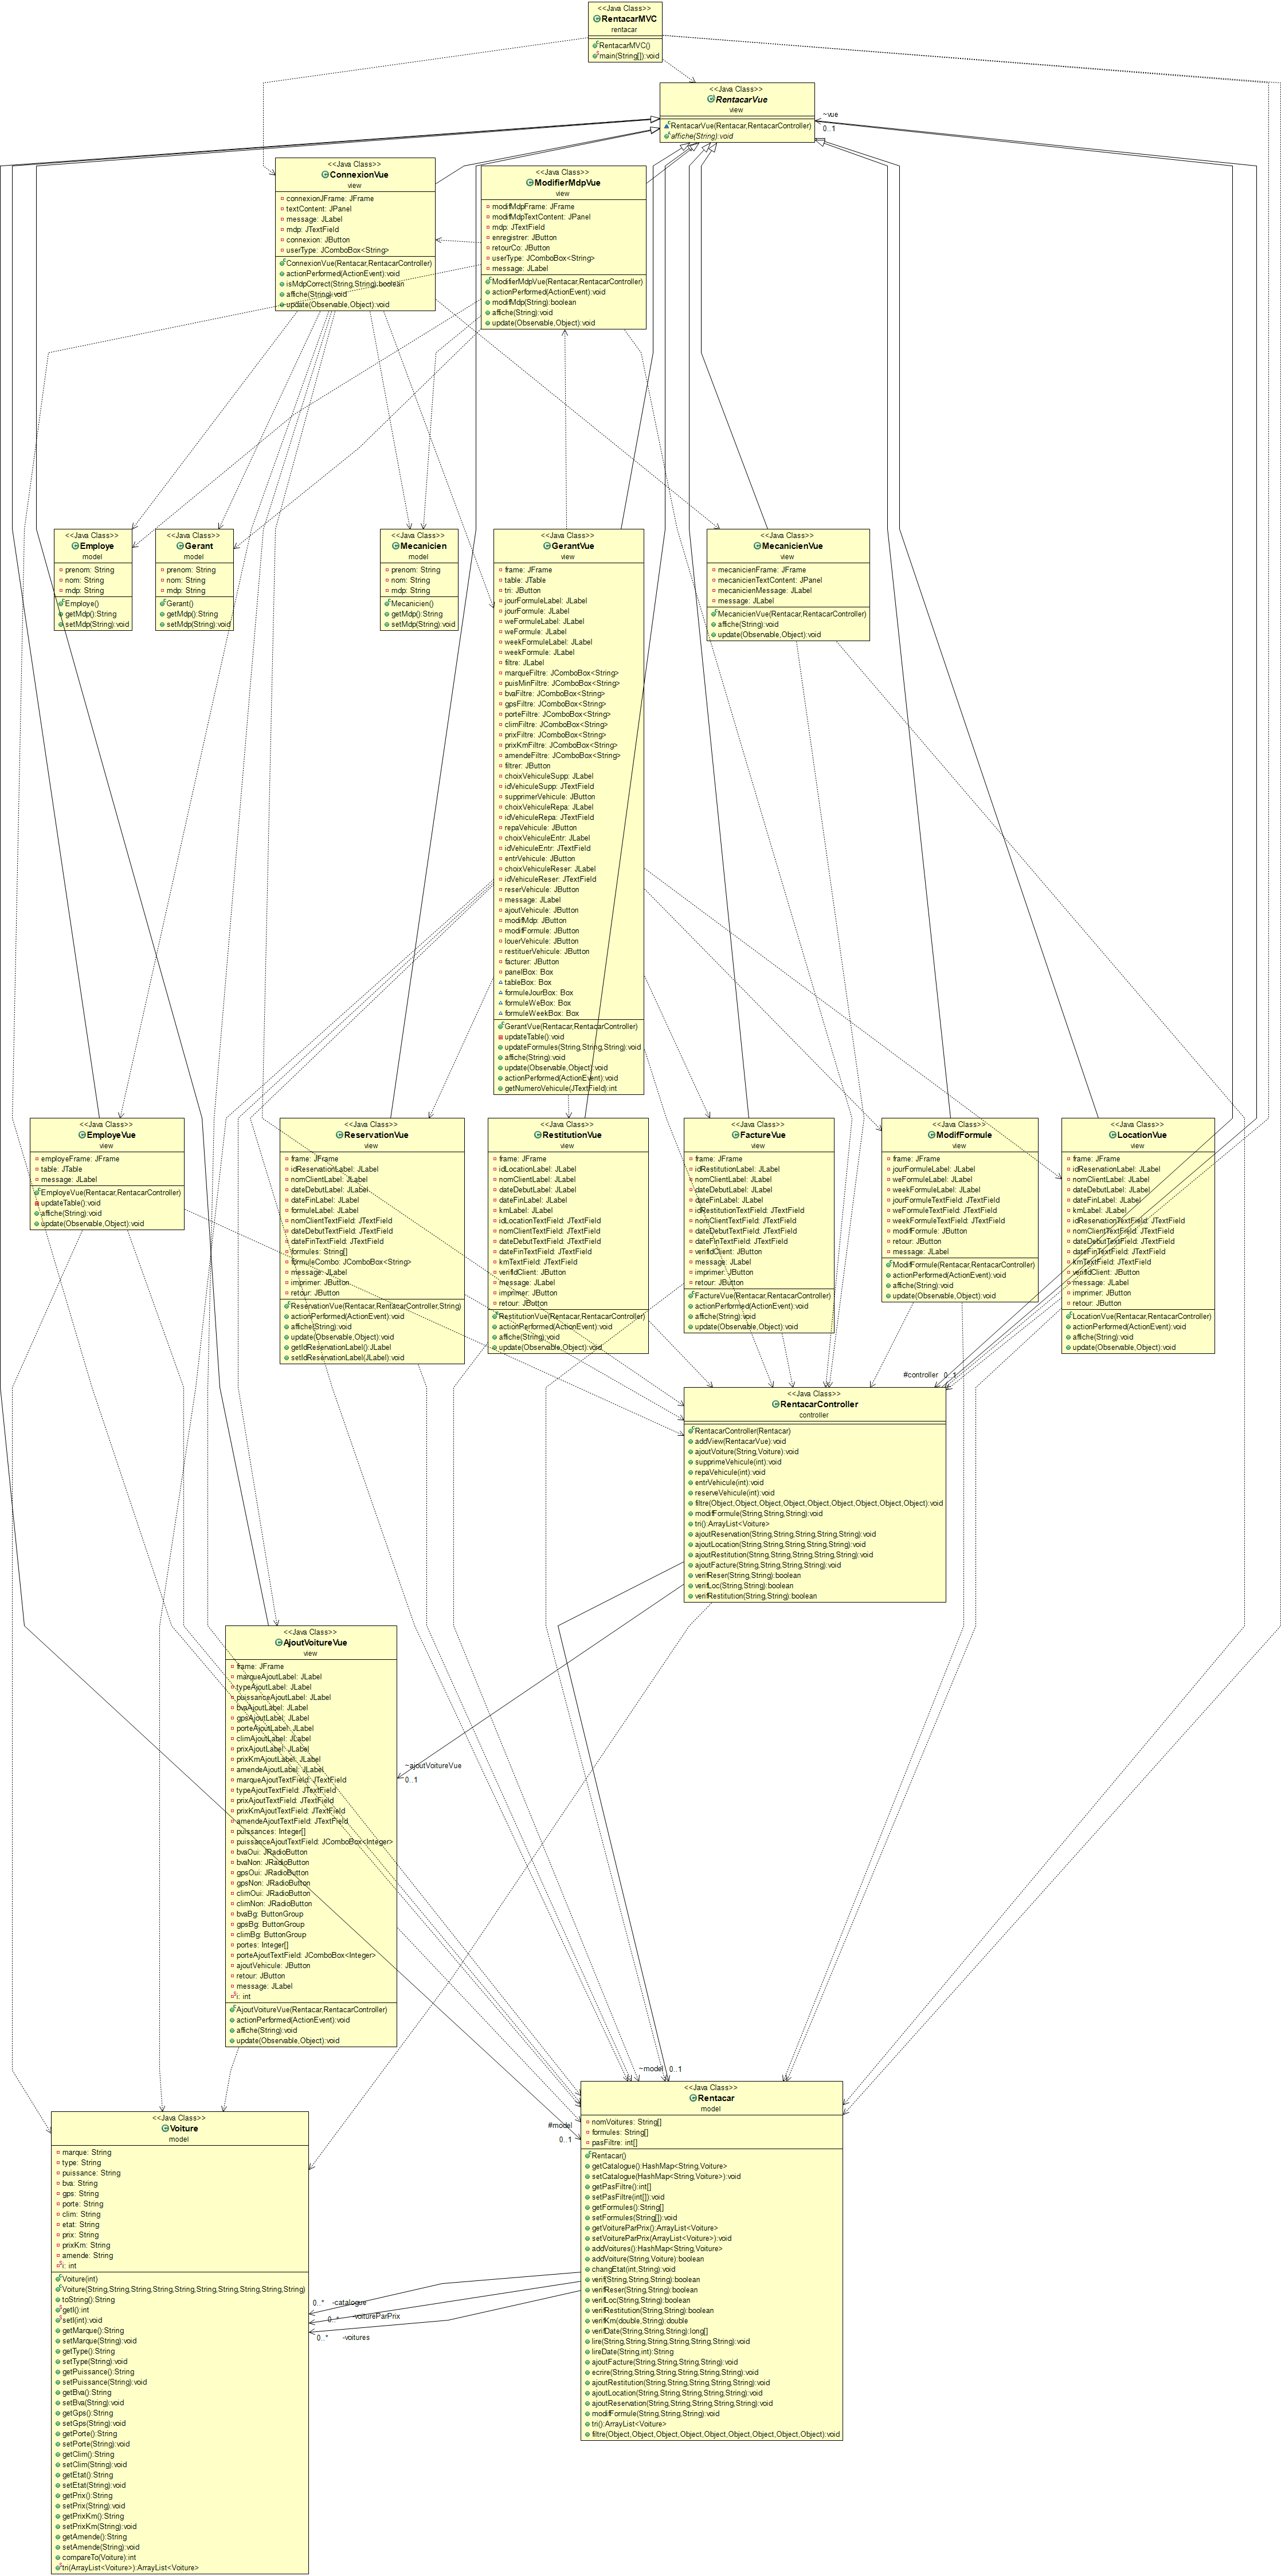 <<Java Class>>
RentacarMVC
rentacar
RentacarMVC()
main(String[]):void
<<Java Class>>
RentacarVue
view
RentacarVue(Rentacar,RentacarController)
affiche(String):void
~vue
0..1
<<Java Class>>
ConnexionVue
view
connexionJFrame: JFrame
textContent: JPanel
message: JLabel
mdp: JTextField
connexion: JButton
userType: JComboBox<String>
ConnexionVue(Rentacar,RentacarController)
actionPerformed(ActionEvent):void
isMdpCorrect(String,String):boolean
affiche(String):void
update(Observable,Object):void
<<Java Class>>
ModifierMdpVue
view
modifMdpFrame: JFrame
modifMdpTextContent: JPanel
mdp: JTextField
enregistrer: JButton
retourCo: JButton
userType: JComboBox<String>
message: JLabel
ModifierMdpVue(Rentacar,RentacarController)
actionPerformed(ActionEvent):void
modifMdp(String):boolean
affiche(String):void
update(Observable,Object):void
<<Java Class>>
Employe
model
prenom: String
nom: String
mdp: String
Employe()
getMdp():String
setMdp(String):void
<<Java Class>>
Gerant
model
prenom: String
nom: String
mdp: String
Gerant()
getMdp():String
setMdp(String):void
<<Java Class>>
Mecanicien
model
prenom: String
nom: String
mdp: String
Mecanicien()
getMdp():String
setMdp(String):void
<<Java Class>>
GerantVue
view
frame: JFrame
table: JTable
tri: JButton
jourFormuleLabel: JLabel
jourFormule: JLabel
weFormuleLabel: JLabel
weFormule: JLabel
weekFormuleLabel: JLabel
weekFormule: JLabel
filtre: JLabel
marqueFiltre: JComboBox<String>
puisMinFiltre: JComboBox<String>
bvaFiltre: JComboBox<String>
gpsFiltre: JComboBox<String>
porteFiltre: JComboBox<String>
climFiltre: JComboBox<String>
prixFiltre: JComboBox<String>
prixKmFiltre: JComboBox<String>
amendeFiltre: JComboBox<String>
filtrer: JButton
choixVehiculeSupp: JLabel
idVehiculeSupp: JTextField
supprimerVehicule: JButton
choixVehiculeRepa: JLabel
idVehiculeRepa: JTextField
repaVehicule: JButton
choixVehiculeEntr: JLabel
idVehiculeEntr: JTextField
entrVehicule: JButton
choixVehiculeReser: JLabel
idVehiculeReser: JTextField
reserVehicule: JButton
message: JLabel
ajoutVehicule: JButton
modifMdp: JButton
modifFormule: JButton
louerVehicule: JButton
restituerVehicule: JButton
facturer: JButton
panelBox: Box
tableBox: Box
formuleJourBox: Box
formuleWeBox: Box
formuleWeekBox: Box
GerantVue(Rentacar,RentacarController)
updateTable():void
updateFormules(String,String,String):void
affiche(String):void
update(Observable,Object):void
actionPerformed(ActionEvent):void
getNumeroVehicule(JTextField):int
<<Java Class>>
MecanicienVue
view
mecanicienFrame: JFrame
mecanicienTextContent: JPanel
mecanicienMessage: JLabel
message: JLabel
MecanicienVue(Rentacar,RentacarController)
affiche(String):void
update(Observable,Object):void
<<Java Class>>
EmployeVue
view
employeFrame: JFrame
table: JTable
message: JLabel
EmployeVue(Rentacar,RentacarController)
updateTable():void
affiche(String):void
update(Observable,Object):void
<<Java Class>>
ReservationVue
view
frame: JFrame
idReservationLabel: JLabel
nomClientLabel: JLabel
dateDebutLabel: JLabel
dateFinLabel: JLabel
formuleLabel: JLabel
nomClientTextField: JTextField
dateDebutTextField: JTextField
dateFinTextField: JTextField
formules: String[]
formuleCombo: JComboBox<String>
message: JLabel
imprimer: JButton
retour: JButton
ReservationVue(Rentacar,RentacarController,String)
actionPerformed(ActionEvent):void
affiche(String):void
update(Observable,Object):void
getIdReservationLabel():JLabel
setIdReservationLabel(JLabel):void
<<Java Class>>
RestitutionVue
view
frame: JFrame
idLocationLabel: JLabel
nomClientLabel: JLabel
dateDebutLabel: JLabel
dateFinLabel: JLabel
kmLabel: JLabel
idLocationTextField: JTextField
nomClientTextField: JTextField
dateDebutTextField: JTextField
dateFinTextField: JTextField
kmTextField: JTextField
verifIdClient: JButton
message: JLabel
imprimer: JButton
retour: JButton
RestitutionVue(Rentacar,RentacarController)
actionPerformed(ActionEvent):void
affiche(String):void
update(Observable,Object):void
<<Java Class>>
FactureVue
view
frame: JFrame
idRestitutionLabel: JLabel
nomClientLabel: JLabel
dateDebutLabel: JLabel
dateFinLabel: JLabel
idRestitutionTextField: JTextField
nomClientTextField: JTextField
dateDebutTextField: JTextField
dateFinTextField: JTextField
verifIdClient: JButton
message: JLabel
imprimer: JButton
retour: JButton
FactureVue(Rentacar,RentacarController)
actionPerformed(ActionEvent):void
affiche(String):void
update(Observable,Object):void
<<Java Class>>
ModifFormule
view
frame: JFrame
jourFormuleLabel: JLabel
weFormuleLabel: JLabel
weekFormuleLabel: JLabel
jourFormuleTextField: JTextField
weFormuleTextField: JTextField
weekFormuleTextField: JTextField
modifFormule: JButton
retour: JButton
message: JLabel
ModifFormule(Rentacar,RentacarController)
actionPerformed(ActionEvent):void
affiche(String):void
update(Observable,Object):void
<<Java Class>>
LocationVue
view
frame: JFrame
idReservationLabel: JLabel
nomClientLabel: JLabel
dateDebutLabel: JLabel
dateFinLabel: JLabel
kmLabel: JLabel
idReservationTextField: JTextField
nomClientTextField: JTextField
dateDebutTextField: JTextField
dateFinTextField: JTextField
kmTextField: JTextField
verifIdClient: JButton
message: JLabel
imprimer: JButton
retour: JButton
LocationVue(Rentacar,RentacarController)
actionPerformed(ActionEvent):void
affiche(String):void
update(Observable,Object):void
#controller 0..1
<<Java Class>>
RentacarController
controller
RentacarController(Rentacar)
addView(RentacarVue):void
ajoutVoiture(String,Voiture):void
supprimeVehicule(int):void
repaVehicule(int):void
entrVehicule(int):void
reserveVehicule(int):void
filtre(Object,Object,Object,Object,Object,Object,Object,Object,Object):void
modifFormule(String,String,String):void
tri():ArrayList<Voiture>
ajoutReservation(String,String,String,String,String):void
ajoutLocation(String,String,String,String,String):void
ajoutRestitution(String,String,String,String,String):void
ajoutFacture(String,String,String,String):void
verifReser(String,String):boolean
verifLoc(String,String):boolean
verifRestitution(String,String):boolean
<<Java Class>>
AjoutVoitureVue
view
frame: JFrame
marqueAjoutLabel: JLabel
typeAjoutLabel: JLabel
puissanceAjoutLabel: JLabel
bvaAjoutLabel: JLabel
gpsAjoutLabel: JLabel
porteAjoutLabel: JLabel
climAjoutLabel: JLabel
prixAjoutLabel: JLabel
prixKmAjoutLabel: JLabel
amendeAjoutLabel: JLabel
marqueAjoutTextField: JTextField
typeAjoutTextField: JTextField
prixAjoutTextField: JTextField
prixKmAjoutTextField: JTextField
amendeAjoutTextField: JTextField
puissances: Integer[]
puissanceAjoutTextField: JComboBox<Integer>
bvaOui: JRadioButton
bvaNon: JRadioButton
gpsOui: JRadioButton
gpsNon: JRadioButton
climOui: JRadioButton
climNon: JRadioButton
bvaBg: ButtonGroup
gpsBg: ButtonGroup
climBg: ButtonGroup
portes: Integer[]
porteAjoutTextField: JComboBox<Integer>
ajoutVehicule: JButton
retour: JButton
message: JLabel
i: int
AjoutVoitureVue(Rentacar,RentacarController)
actionPerformed(ActionEvent):void
affiche(String):void
update(Observable,Object):void
~ajoutVoitureVue
0..1
~model 0..1
#model
0..1
<<Java Class>>
Rentacar
model
nomVoitures: String[]
formules: String[]
pasFiltre: int[]
Rentacar()
getCatalogue():HashMap<String,Voiture>
setCatalogue(HashMap<String,Voiture>):void
getPasFiltre():int[]
setPasFiltre(int[]):void
getFormules():String[]
setFormules(String[]):void
getVoitureParPrix():ArrayList<Voiture>
setVoitureParPrix(ArrayList<Voiture>):void
addVoitures():HashMap<String,Voiture>
addVoiture(String,Voiture):boolean
changEtat(int,String):void
verif(String,String,String):boolean
verifReser(String,String):boolean
verifLoc(String,String):boolean
verifRestitution(String,String):boolean
verifKm(double,String):double
verifDate(String,String,String):long[]
lire(String,String,String,String,String,String):void
lireDate(String,int):String
ajoutFacture(String,String,String,String):void
ecrire(String,String,String,String,String,String):void
ajoutRestitution(String,String,String,String,String):void
ajoutLocation(String,String,String,String,String):void
ajoutReservation(String,String,String,String,String):void
modifFormule(String,String,String):void
tri():ArrayList<Voiture>
filtre(Object,Object,Object,Object,Object,Object,Object,Object,Object):void
0..* -catalogue
0..* -voitureParPrix
0..* -voitures
<<Java Class>>
Voiture
model
marque: String
type: String
puissance: String
bva: String
gps: String
porte: String
clim: String
etat: String
prix: String
prixKm: String
amende: String
i: int
Voiture(int)
Voiture(String,String,String,String,String,String,String,String,String,String)
toString():String
getI():int
setI(int):void
getMarque():String
setMarque(String):void
getType():String
setType(String):void
getPuissance():String
setPuissance(String):void
getBva():String
setBva(String):void
getGps():String
setGps(String):void
getPorte():String
setPorte(String):void
getClim():String
setClim(String):void
getEtat():String
setEtat(String):void
getPrix():String
setPrix(String):void
getPrixKm():String
setPrixKm(String):void
getAmende():String
setAmende(String):void
compareTo(Voiture):int
tri(ArrayList<Voiture>):ArrayList<Voiture>